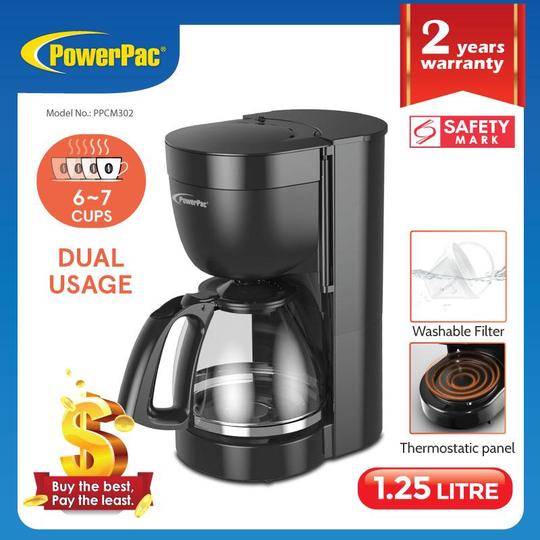 PowerPac®
2 years
warranty
Model No.: PPCM302
SAFETY
MARK
6~7
CUPS
PowerPac
DUAL
USAGE
Washable Filter
Thermostatic panel
$
Buy the best,
Pay the least.
1.25 LITRE